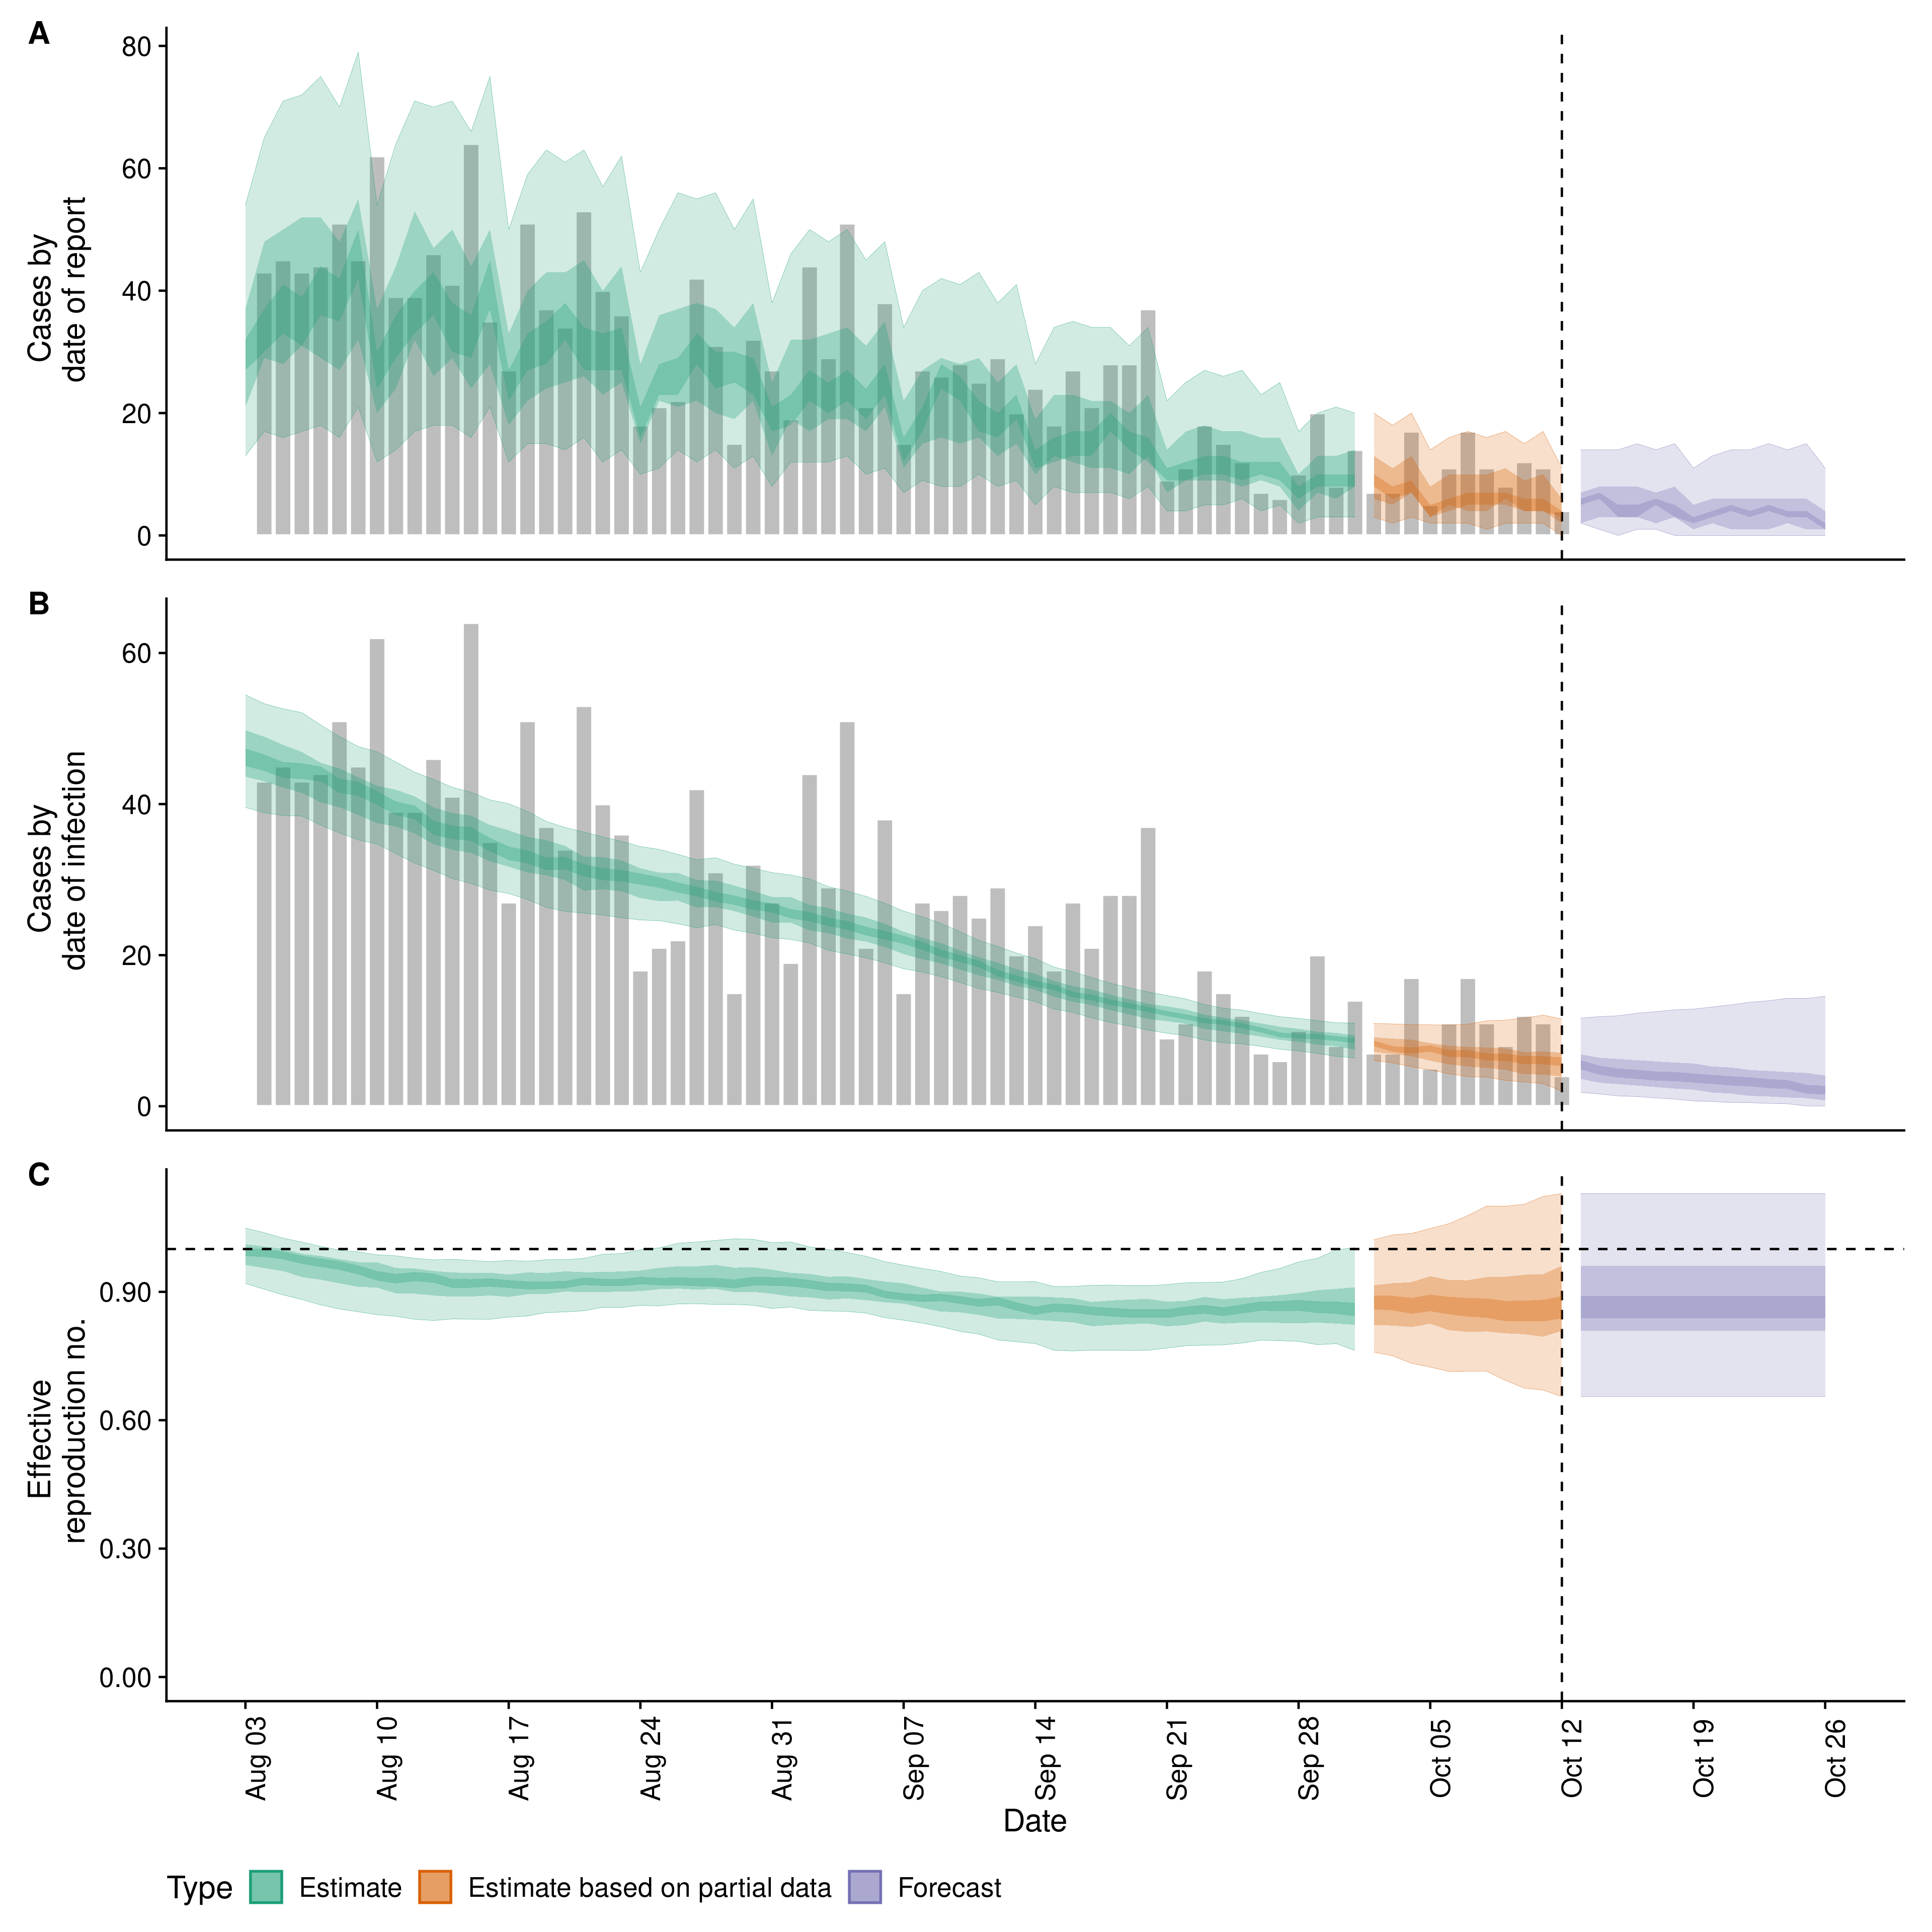 A
80
60
40
20
0
Cases by
date of report
B
60
40
20
0
Cases by
date of infection
C
0.90
0.60
0.30
0.00
Effective
reproduction no.
Aug 03
Aug 10
Aug 17
Aug 24
Aug 31
Sep 07
Sep 14
Sep 21
Sep 28
Oct 05
Oct 12
Oct 19
Oct 26
Date
Type Estimate Estimate based on partial data Forecast